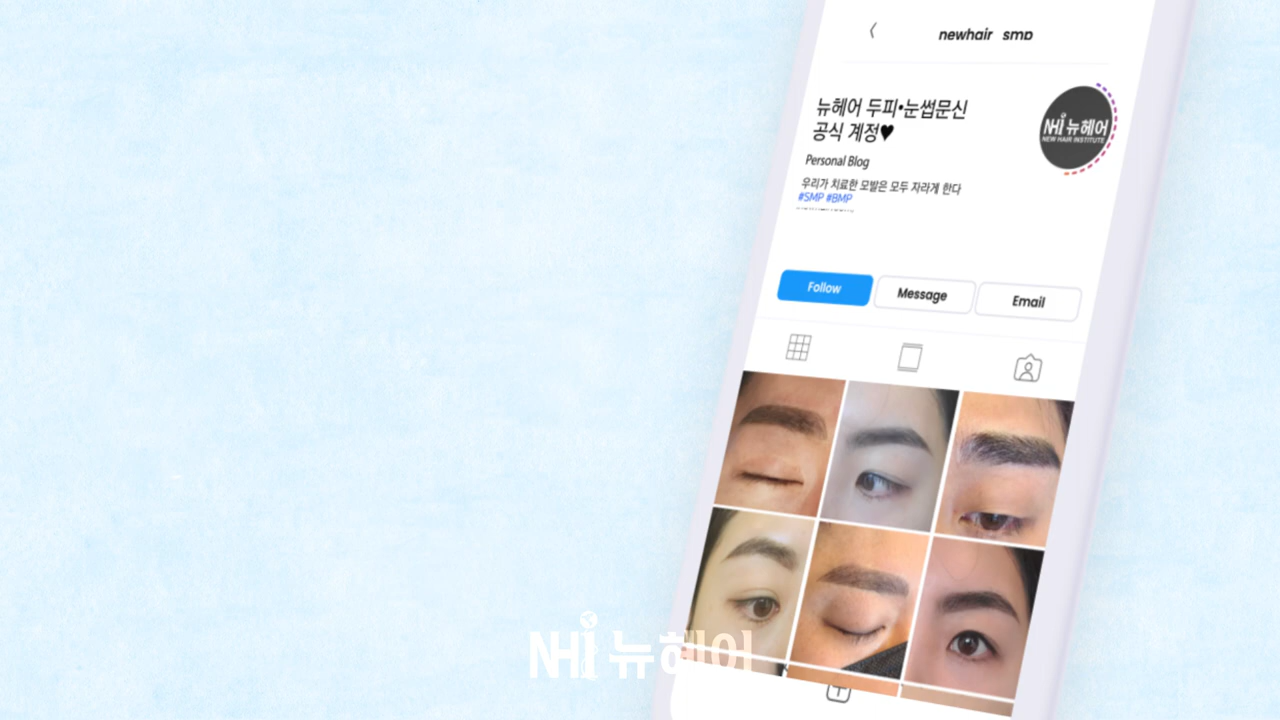 newhair_smp
뉴헤어 두피•눈썹문신
공식 계정♥
Personal Blog
우리가 치료한 모발은 모두 자라게 한다
#SMP #BMP
NHI 뉴헤어
NEW HAIR INSTITUTE
Follow
Message
Email
NHI 뉴헤어